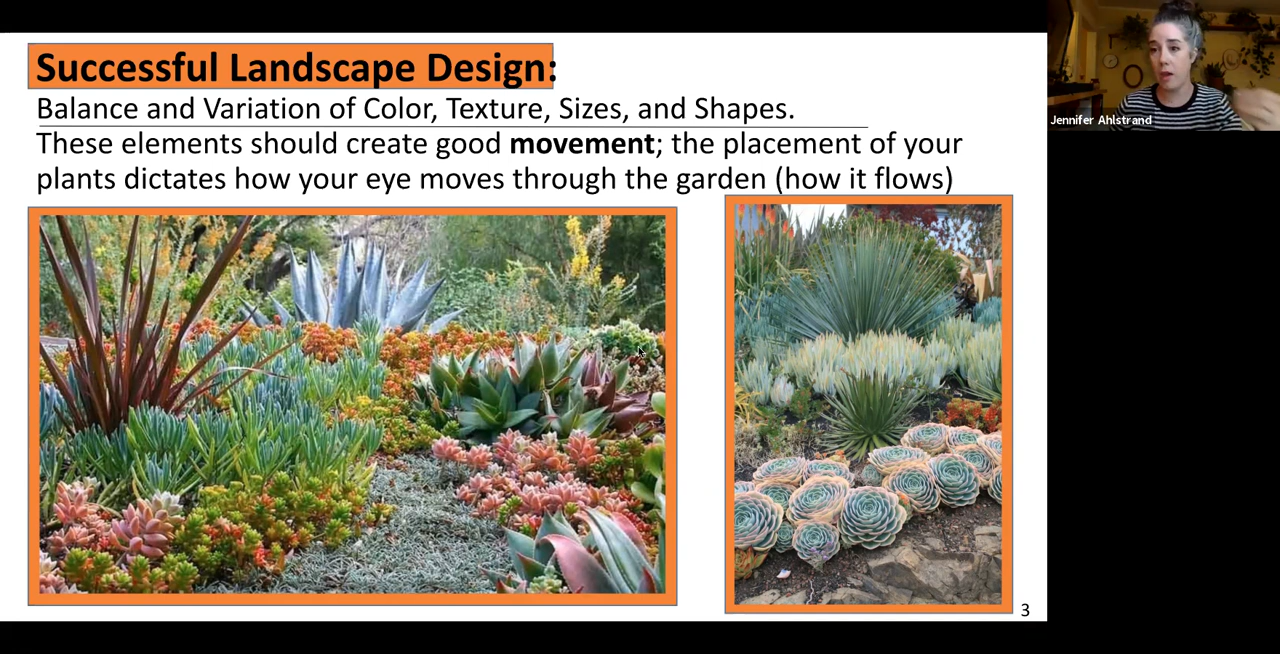 Successful Landscape Design:
Balance and Variation of Color, Texture, Sizes, and Shapes.
These elements should create good movement; the placement of your
plants dictates how your eye moves through the garden (how it flows)
Jennifer Ahlstrand
3